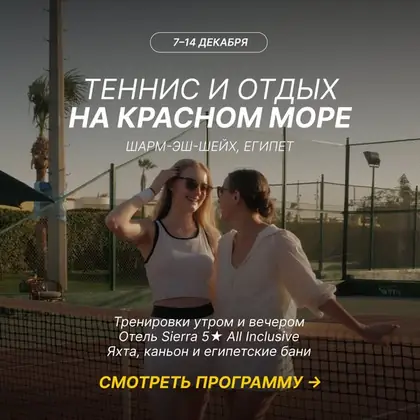 7–14 ДЕКАБРЯ
ТЕННИС И ОТДЫХ
НА КРАСНОМ МОРЕ
ШАРМ-ЭШ-ШЕЙХ, ЕГИПЕТ
Sierra
Тренировки утром и вечером
Отель Sierra 5★ All Inclusive
Яхта, каньон и египетские бани
СМОТРЕТЬ ПРОГРАММУ →